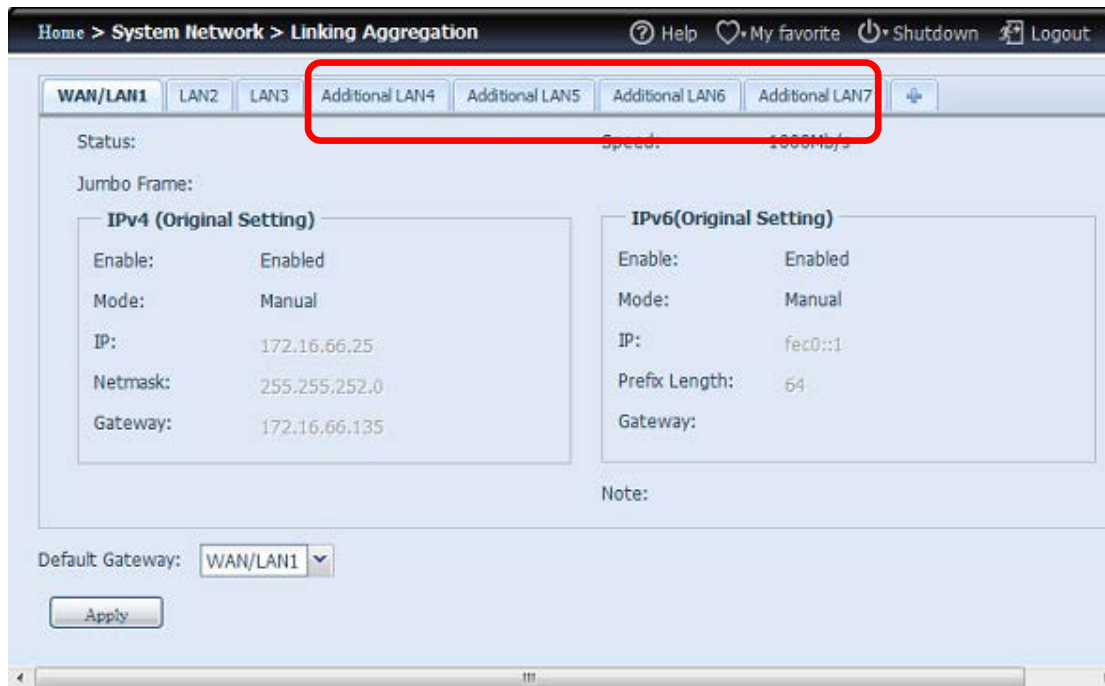 Home > System Network > Linking Aggregation Help My favorite Shutdown Logout
WAN/LAN1 LAN2 LAN3 Additional LAN4 Additional LAN5 Additional LAN6 Additional LAN7
Status: Speed: 1000Mb/s
Jumbo Frame:
IPv4 (Original Setting) IPv6(Original Setting)
Enable: Enabled Enable: Enabled
Mode: Manual Mode: Manual
IP: 172.16.66.25 IP: fec0::1
Netmask: 255.255.252.0 Prefix Length: 64
Gateway: 172.16.66.135 Gateway:
Note:
Default Gateway: WAN/LAN1
Apply